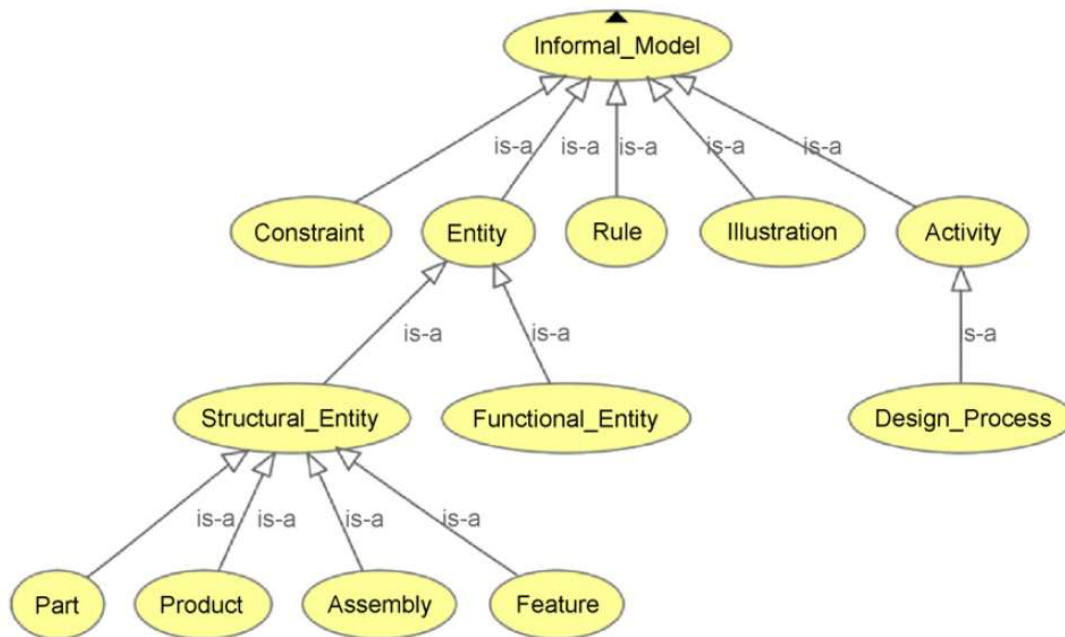 Informal_Model
is-a
is-a
is-a
is-a
is-a
Constraint
Entity
Rule
Illustration
Activity
is-a
is-a
s-a
Structural_Entity
Functional_Entity
Design_Process
is-a
is-a
is-a
is-a
Part
Product
Assembly
Feature